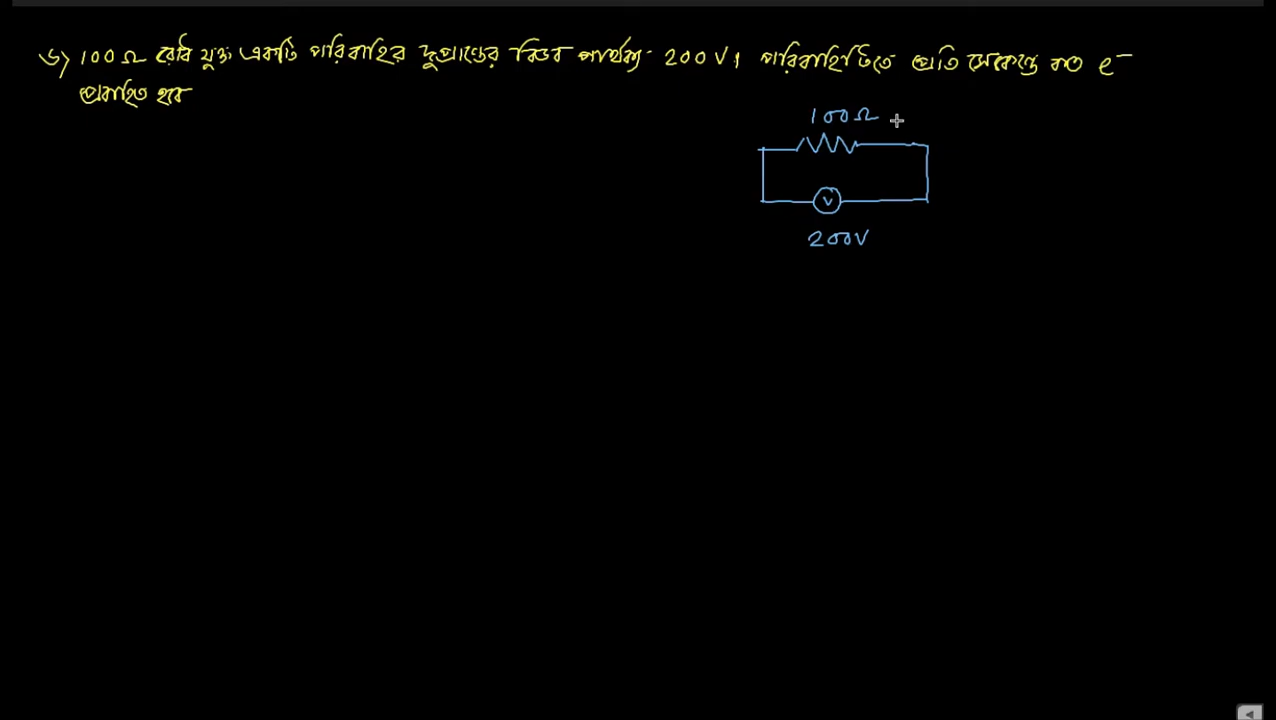 ৬) 100 Ω রোধ যুক্ত একটি পরিবাহির দুপ্রান্তের বিভব পার্থক্য 200 V। পরিবাহিটিতে প্রতি সেকেন্ডে কত e⁻
প্রবাহিত হবে
100Ω
V
200V